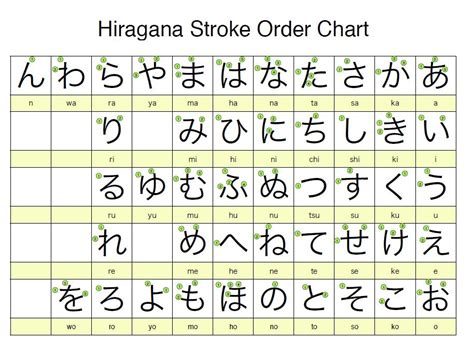 Hiragana Stroke Order Chart
ん わ ら や ま は な た さ か あ
n wa ra ya ma ha na ta sa ka a
り み ひ に ち し き い
ri mi hi ni chi shi ki i
る ゆ む ふ ぬ つ す く う
ru yu mu fu nu tsu su ku u
れ め へ ね て せ け え
re me he ne te se ke e
を ろ よ も ほ の と そ こ お
wo ro yo mo ho no to so ko o